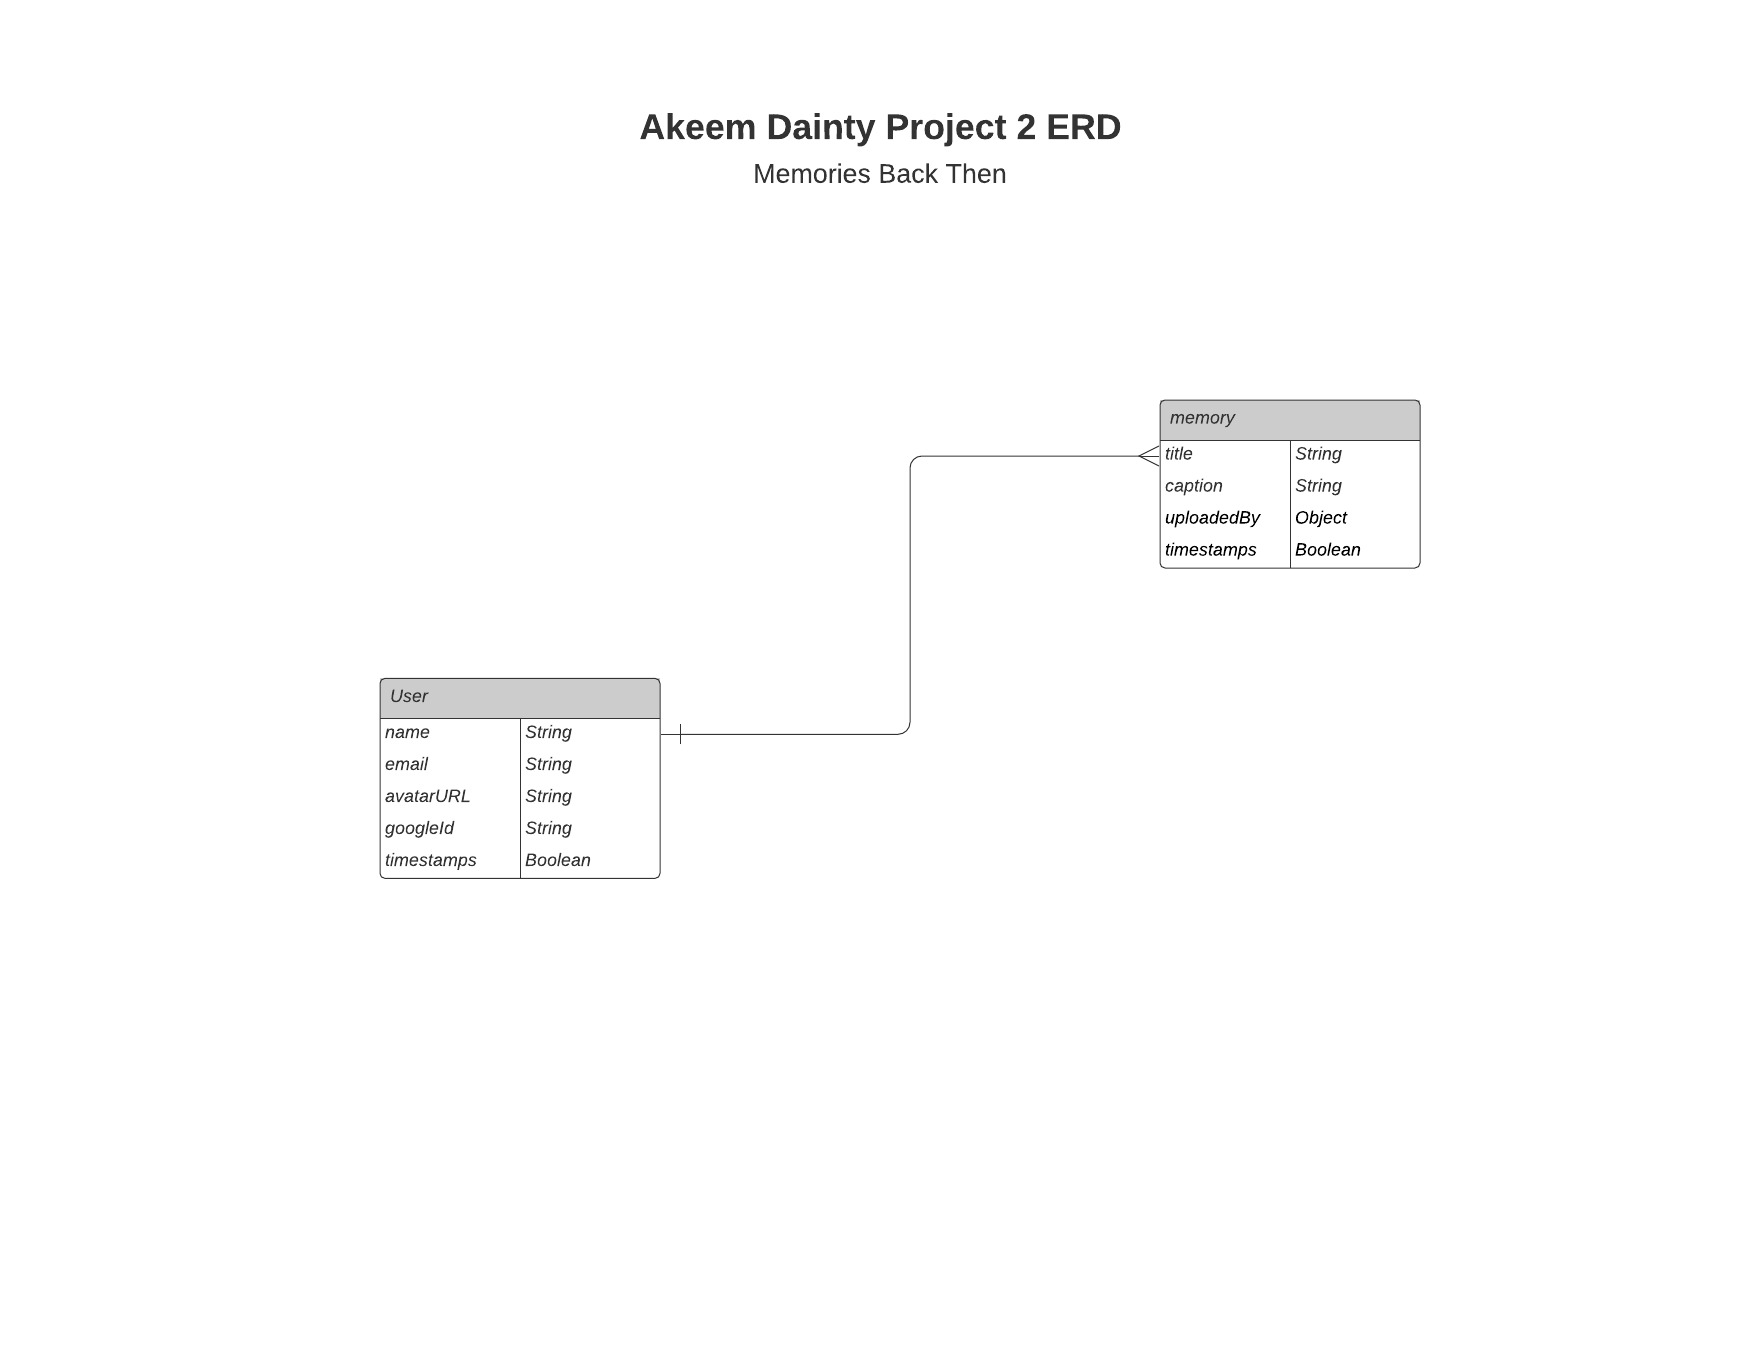 Akeem Dainty Project 2 ERD
Memories Back Then
memory
title String
caption String
uploadedBy Object
timestamps Boolean
User
name String
email String
avatarURL String
googleId String
timestamps Boolean